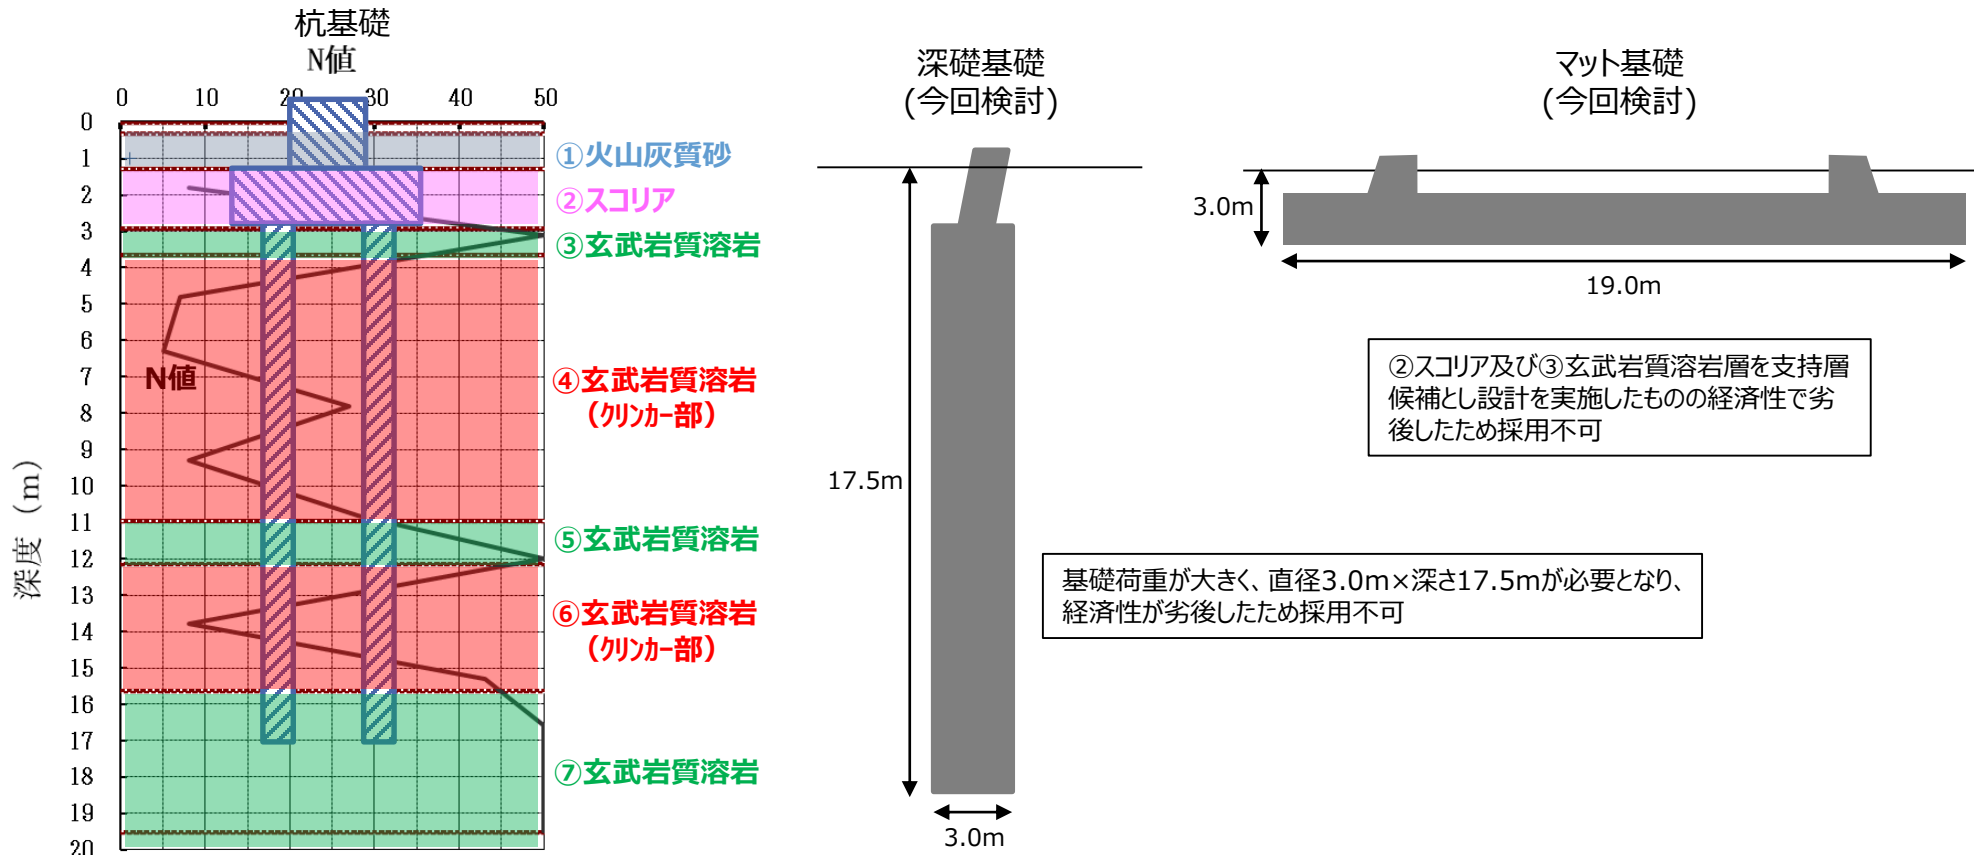 杭基礎
N値
0 10 20 30 40 50
深度 (m)
0
1
2
3
4
5
6
7
8
9
10
11
12
13
14
15
16
17
18
19
20
N値
①火山灰質砂
②スコリア
③玄武岩質溶岩
④玄武岩質溶岩
（クリンカー部）
⑤玄武岩質溶岩
⑥玄武岩質溶岩
（クリンカー部）
⑦玄武岩質溶岩
深礎基礎
(今回検討)
17.5m
3.0m
基礎荷重が大きく、直径3.0m×深さ17.5mが必要となり、
経済性が劣後したため採用不可
マット基礎
(今回検討)
3.0m
19.0m
②スコリア及び③玄武岩質溶岩層を支持層
候補とし設計を実施したものの経済性で劣
後したため採用不可